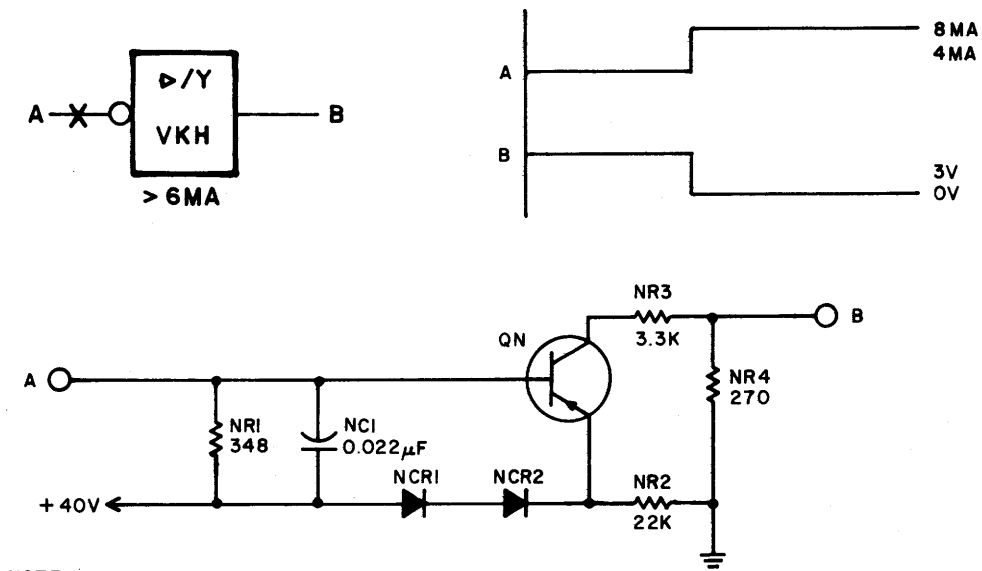 ▷/Y
A
B
VKH
> 6MA
A
8MA
4MA
B
3V
0V
NR3
3.3K
B
QN
A
NR4
270
NR1
348
NC1
0.022µF
NCR1
NCR2
NR2
22K
+40V